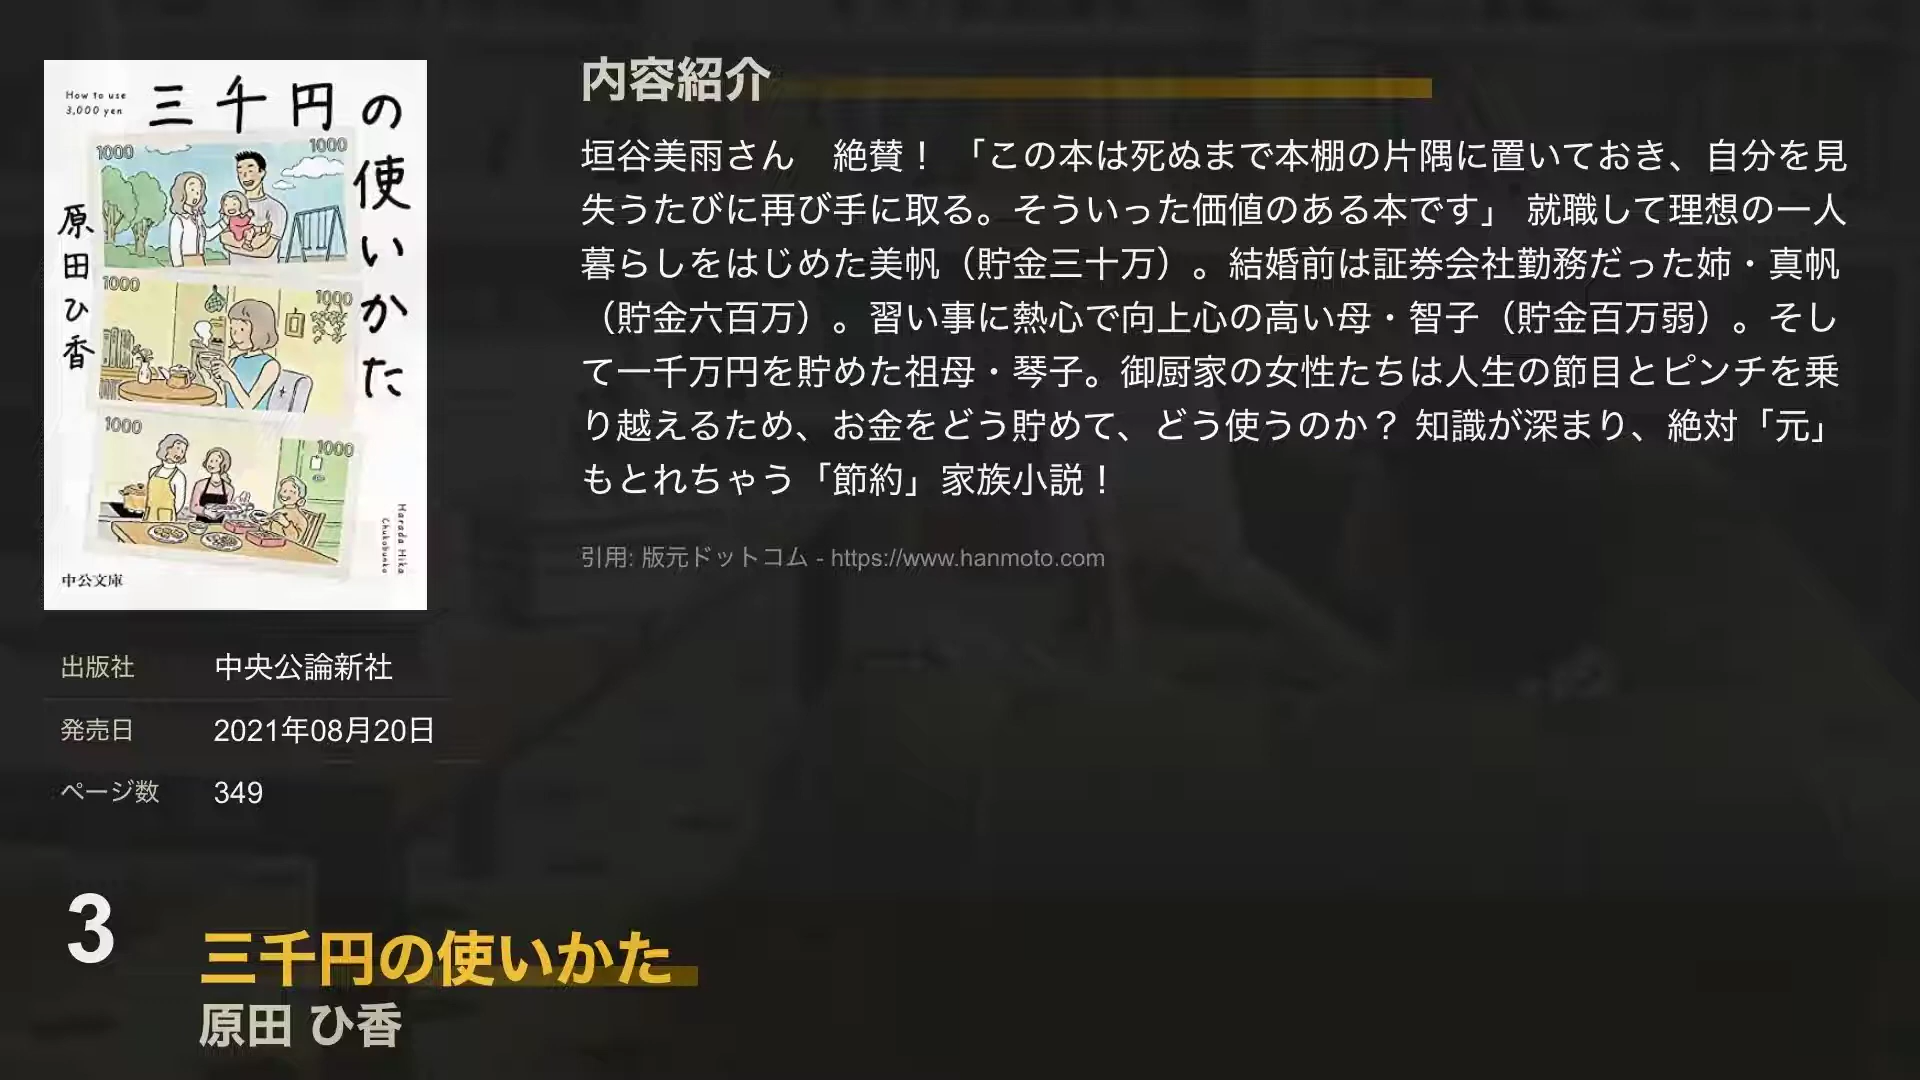 How to use
3,000 yen
三千円の使いかた
原田ひ香
1000
1000
1000
1000
1000
1000
Harada Hika
Chukobunko
中公文庫
内容紹介
垣谷美雨さん　絶賛！ 「この本は死ぬまで本棚の片隅に置いておき、自分を見
失うたびに再び手に取る。そういった価値のある本です」 就職して理想の一人
暮らしをはじめた美帆（貯金三十万）。結婚前は証券会社勤務だった姉・真帆
（貯金六百万）。習い事に熱心で向上心の高い母・智子（貯金百万弱）。そし
て一千万円を貯めた祖母・琴子。御厨家の女性たちは人生の節目とピンチを乗
り越えるため、お金をどう貯めて、どう使うのか？ 知識が深まり、絶対「元」
もとれちゃう「節約」家族小説！
引用: 版元ドットコム - https://www.hanmoto.com
出版社 中央公論新社
発売日 2021年08月20日
ページ数 349
3
三千円の使いかた
原田 ひ香